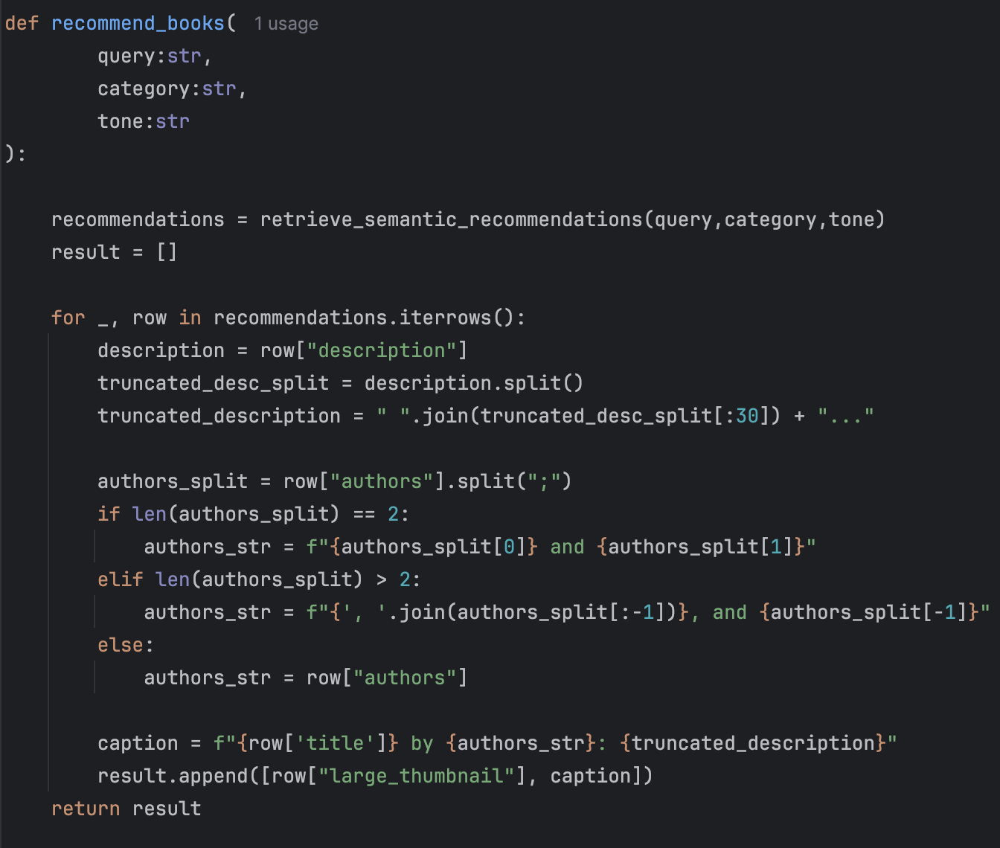 def recommend_books(  1 usage
        query:str,
        category:str,
        tone:str
):

    recommendations = retrieve_semantic_recommendations(query,category,tone)
    result = []

    for _, row in recommendations.iterrows():
        description = row["description"]
        truncated_desc_split = description.split()
        truncated_description = " ".join(truncated_desc_split[:30]) + "..."

        authors_split = row["authors"].split(";")
        if len(authors_split) == 2:
            authors_str = f"{authors_split[0]} and {authors_split[1]}"
        elif len(authors_split) > 2:
            authors_str = f"{', '.join(authors_split[:-1])}, and {authors_split[-1]}"
        else:
            authors_str = row["authors"]

        caption = f"{row['title']} by {authors_str}: {truncated_description}"
        result.append([row["large_thumbnail"], caption])
    return result